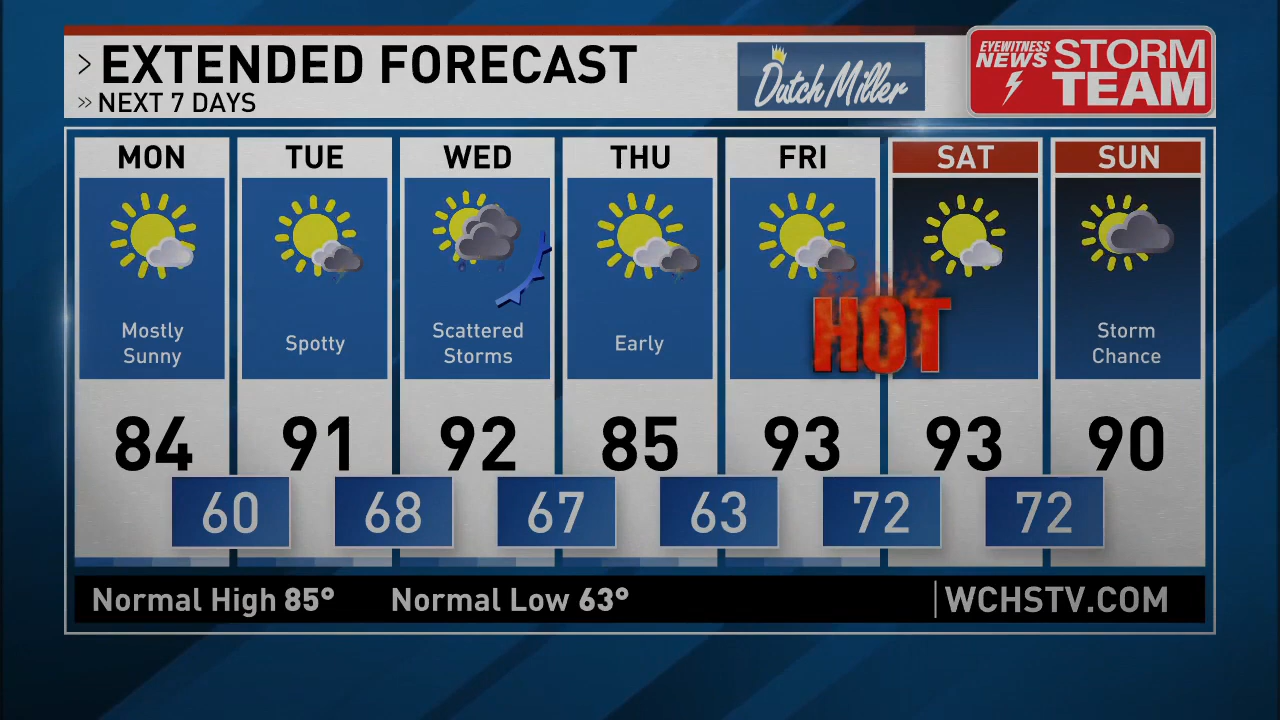 > EXTENDED FORECAST
» NEXT 7 DAYS
Dutch Miller
EYEWITNESS
NEWS
STORM
TEAM
MON
TUE
WED
THU
FRI
SAT
SUN
Mostly
Sunny
Spotty
Scattered
Storms
Early
HOT
Storm
Chance
84
91
92
85
93
93
90
60
68
67
63
72
72
Normal High 85° Normal Low 63°
WCHSTV.COM